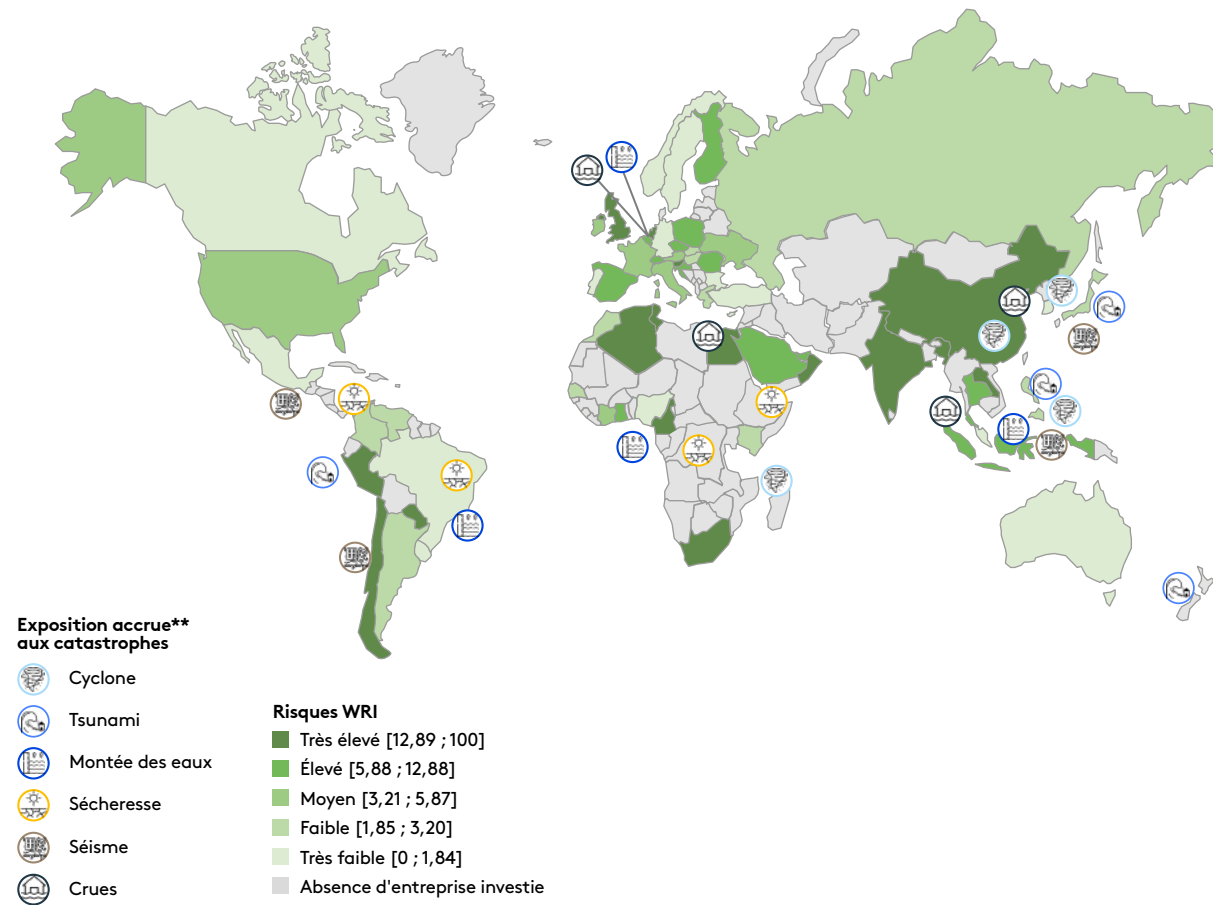 Exposition accrue**
aux catastrophes
Cyclone
Tsunami
Montée des eaux
Sécheresse
Séisme
Crues
Risques WRI
Très élevé [12,89 ; 100]
Élevé [5,88 ; 12,88]
Moyen [3,21 ; 5,87]
Faible [1,85 ; 3,20]
Très faible [0 ; 1,84]
Absence d'entreprise investie